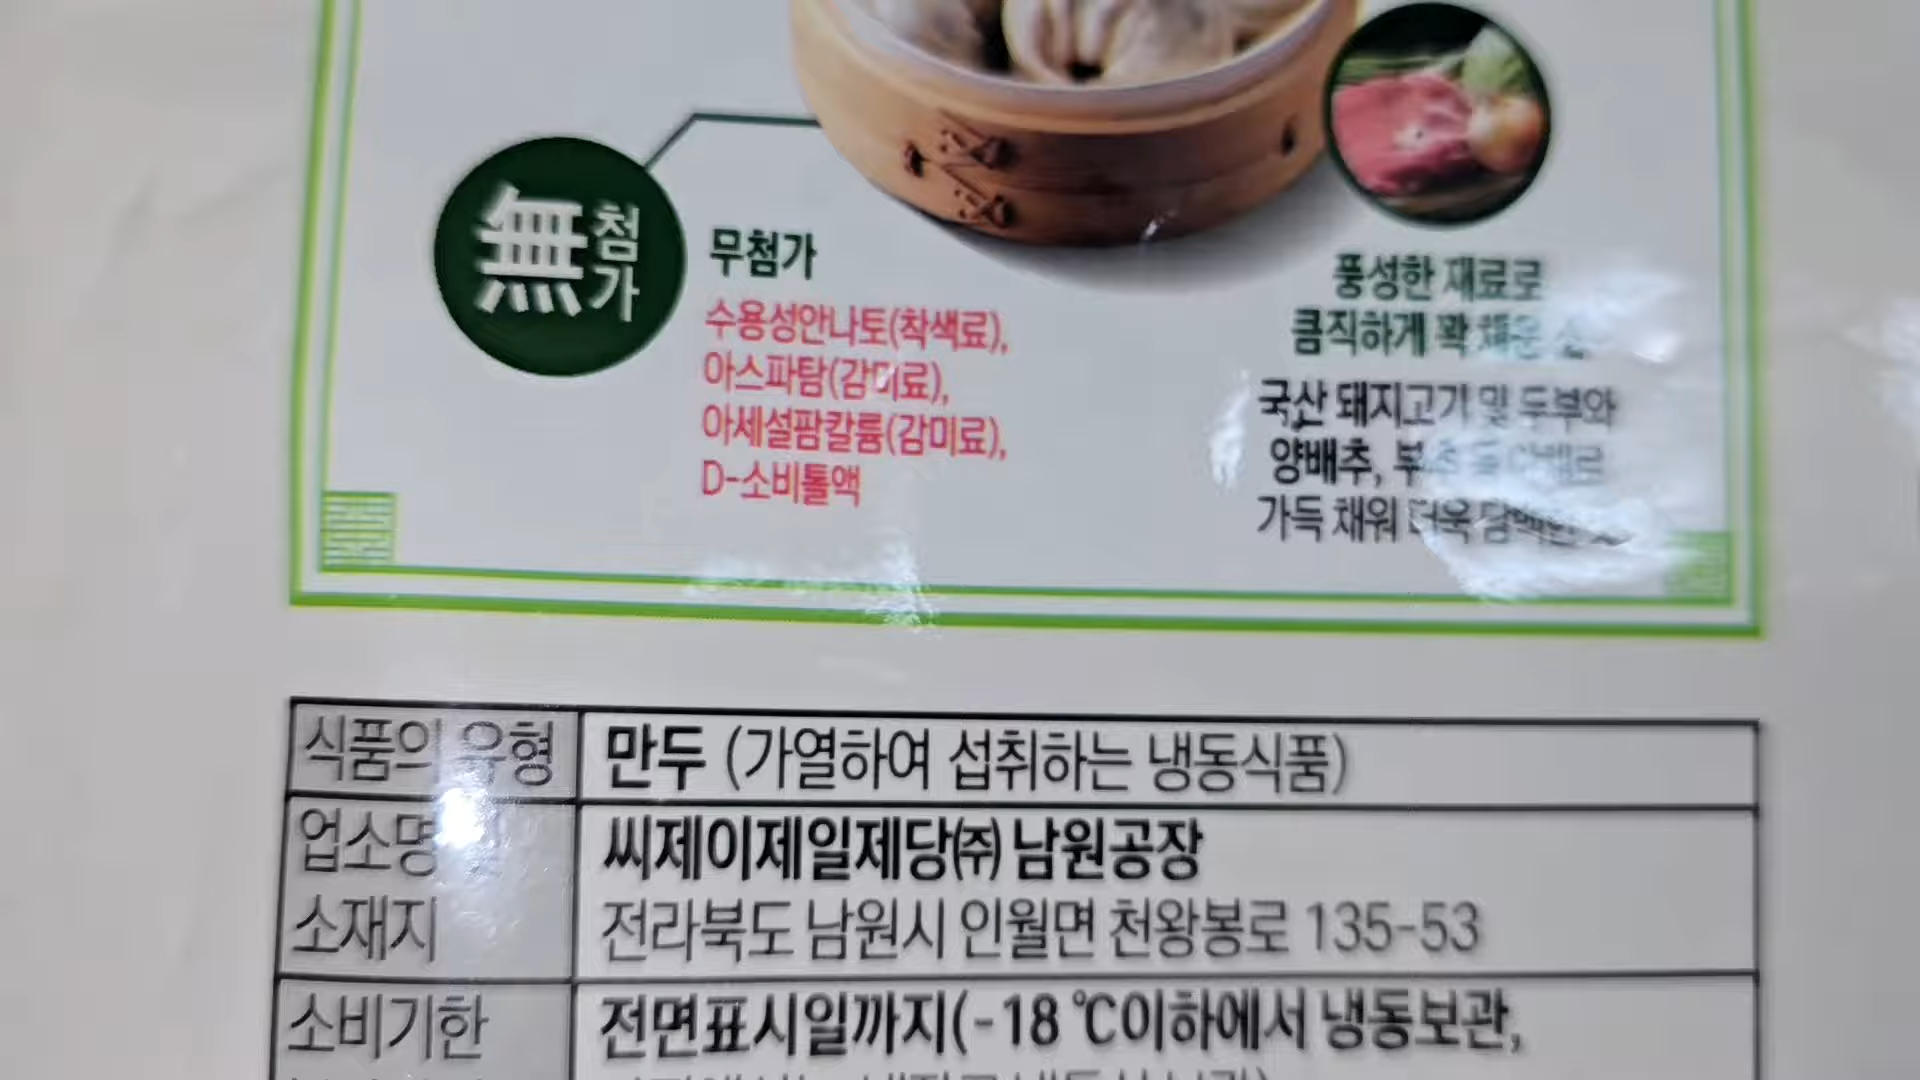 無첨가
무첨가
수용성안나토(착색료),
아스파탐(감미료),
아세설팜칼륨(감미료),
D-소비톨액
풍성한 재료로
큼직하게 꽉 채운
국산 돼지고기 및 두부와
양배추,
가득 채워 더욱 담백한
식품의 유형
만두 (가열하여 섭취하는 냉동식품)
업소명
소재지
씨제이제일제당㈜ 남원공장
전라북도 남원시 인월면 천왕봉로 135-53
소비기한
전면표시일까지(-18 ℃이하에서 냉동보관,